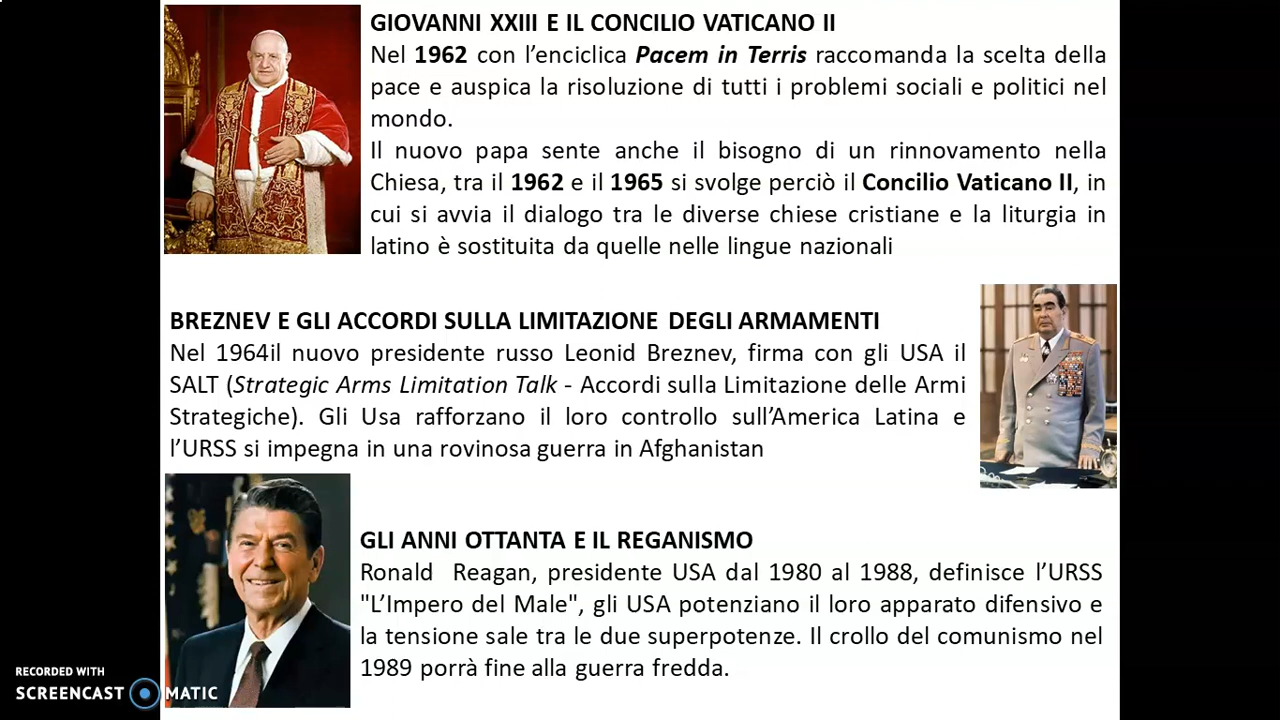 GIOVANNI XXIII E IL CONCILIO VATICANO II
Nel 1962 con l'enciclica Pacem in Terris raccomanda la scelta della
pace e auspica la risoluzione di tutti i problemi sociali e politici nel
mondo.
Il nuovo papa sente anche il bisogno di un rinnovamento nella
Chiesa, tra il 1962 e il 1965 si svolge perciò il Concilio Vaticano II, in
cui si avvia il dialogo tra le diverse chiese cristiane e la liturgia in
latino è sostituita da quelle nelle lingue nazionali
BREZNEV E GLI ACCORDI SULLA LIMITAZIONE DEGLI ARMAMENTI
Nel 1964il nuovo presidente russo Leonid Breznev, firma con gli USA il
SALT (Strategic Arms Limitation Talk - Accordi sulla Limitazione delle Armi
Strategiche). Gli Usa rafforzano il loro controllo sull'America Latina e
l'URSS si impegna in una rovinosa guerra in Afghanistan
GLI ANNI OTTANTA E IL REGANISMO
Ronald Reagan, presidente USA dal 1980 al 1988, definisce l'URSS
"L'Impero del Male", gli USA potenziano il loro apparato difensivo e
la tensione sale tra le due superpotenze. Il crollo del comunismo nel
1989 porrà fine alla guerra fredda.
RECORDED WITH
SCREENCAST MATIC